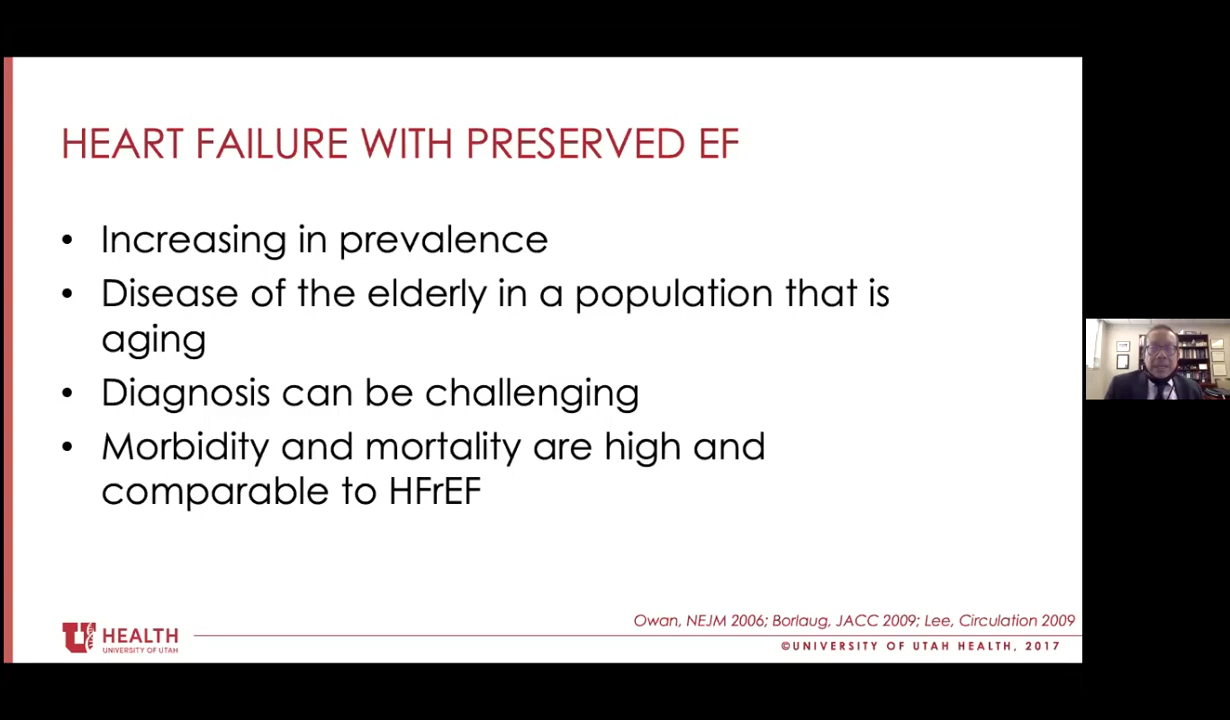 HEART FAILURE WITH PRESERVED EF
• Increasing in prevalence
• Disease of the elderly in a population that is
aging
• Diagnosis can be challenging
• Morbidity and mortality are high and
comparable to HFrEF
Owan, NEJM 2006; Borlaug, JACC 2009; Lee, Circulation 2009
U HEALTH
UNIVERSITY OF UTAH
©UNIVERSITY OF UTAH HEALTH, 2017